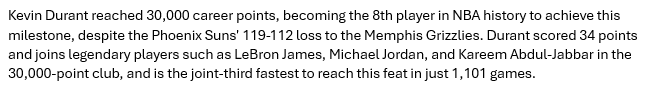 Kevin Durant reached 30,000 career points, becoming the 8th player in NBA history to achieve this
milestone, despite the Phoenix Suns' 119-112 loss to the Memphis Grizzlies. Durant scored 34 points
and joins legendary players such as LeBron James, Michael Jordan, and Kareem Abdul-Jabbar in the
30,000-point club, and is the joint-third fastest to reach this feat in just 1,101 games.